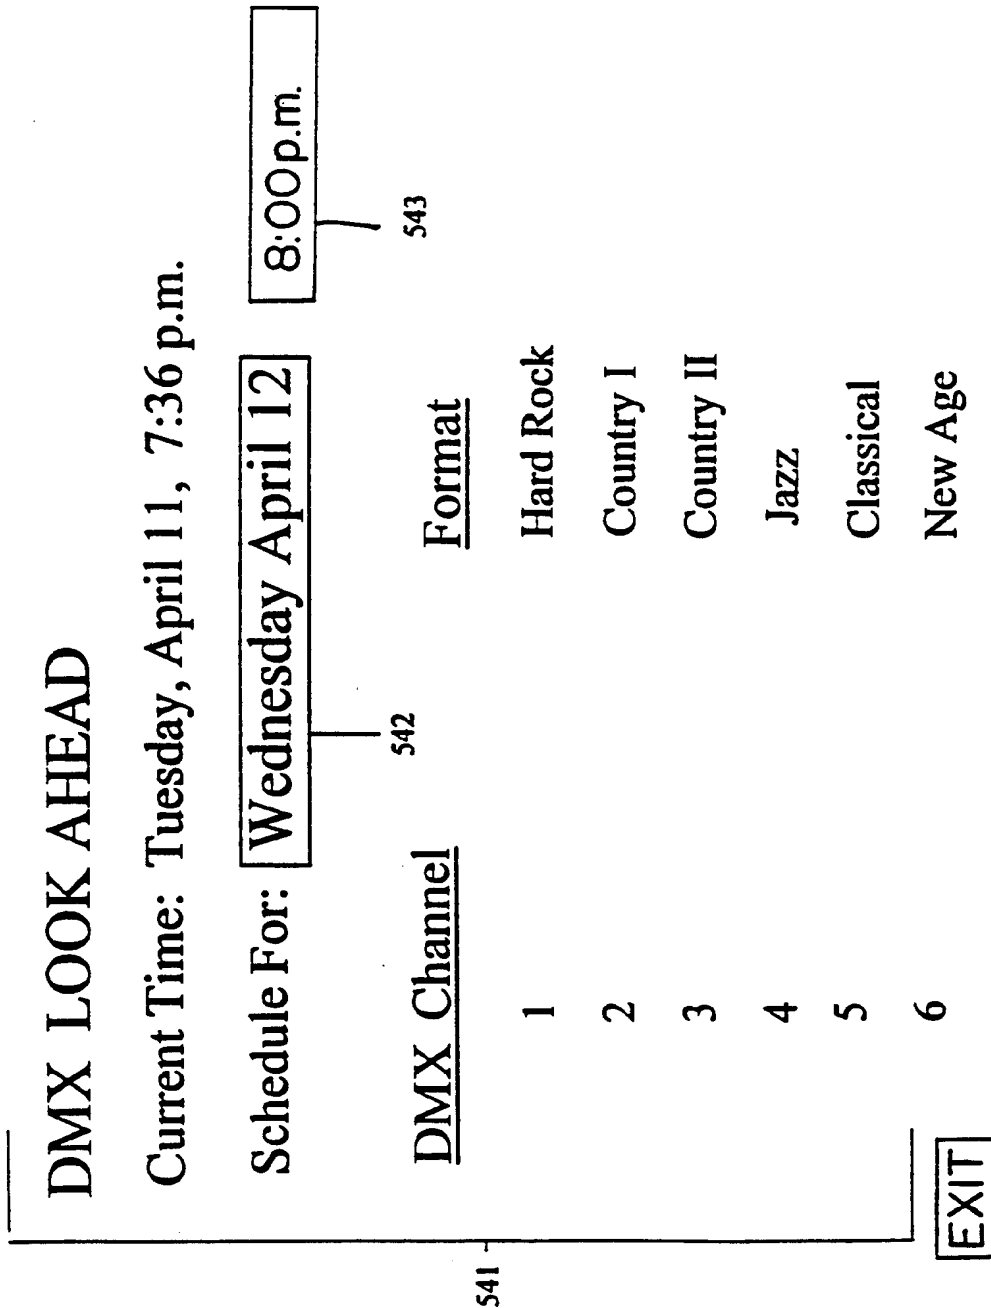 DMX LOOK AHEAD
Current Time: Tuesday, April 11, 7:36 p.m.
Schedule For: Wednesday April 12 8:00p.m.
542 543
DMX Channel Format
1 Hard Rock
2 Country I
541
3 Country II
4 Jazz
5 Classical
6 New Age
EXIT